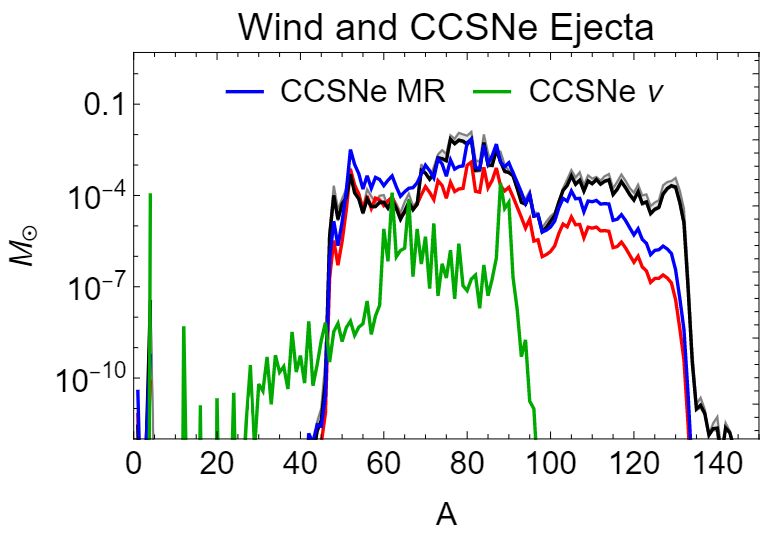 Wind and CCSNe Ejecta
CCSNe MR
CCSNe ν
0.1
10⁻⁴
10⁻⁷
10⁻¹⁰
M☉
0 20 40 60 80 100 120 140
A